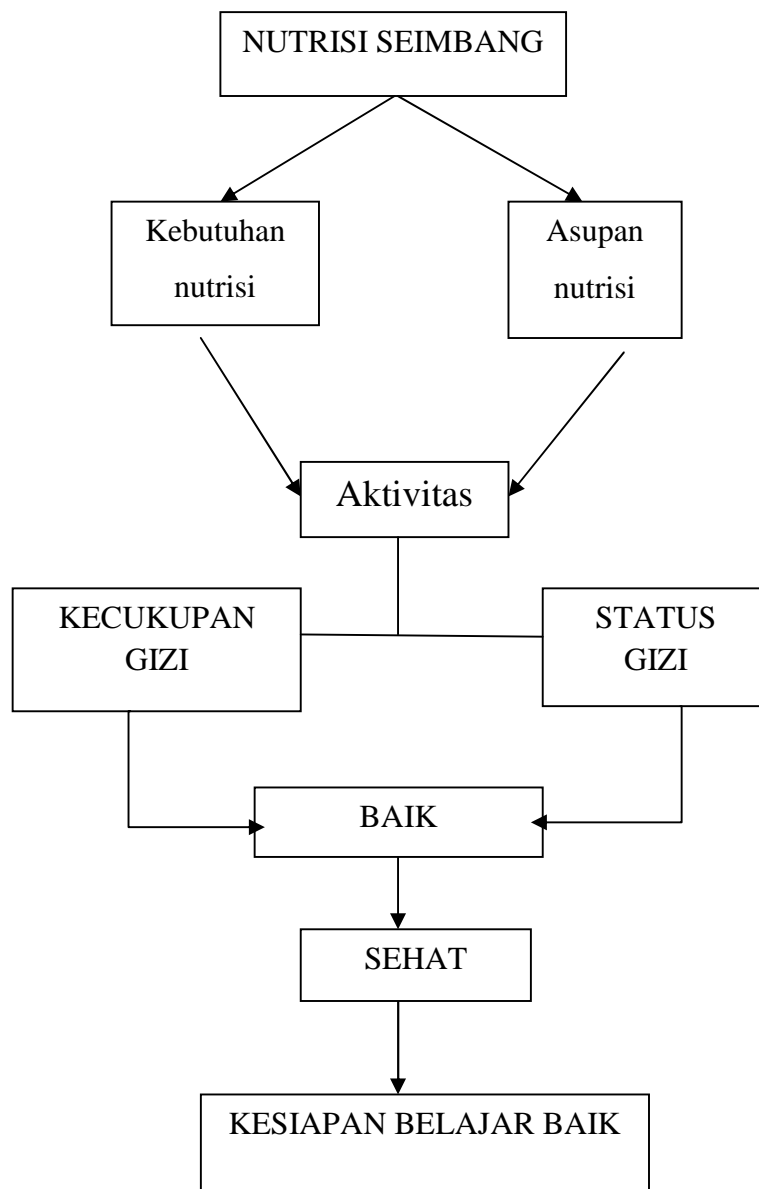 NUTRISI SEIMBANG
Kebutuhan
nutrisi
Asupan
nutrisi
Aktivitas
KECUKUPAN
GIZI
STATUS
GIZI
BAIK
SEHAT
KESIAPAN BELAJAR BAIK